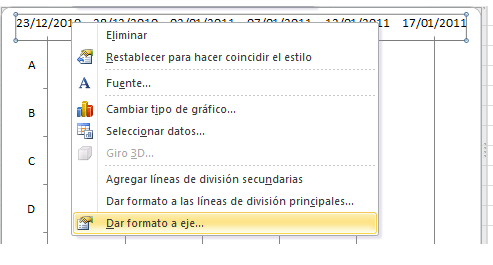 23/12/2010 28/12/2010 02/01/2011 07/01/2011 12/01/2011 17/01/2011
Eliminar
Restablecer para hacer coincidir el estilo
A
Fuente...
Cambiar tipo de gráfico...
B
Seleccionar datos...
Giro 3D...
C
Agregar líneas de división secundarias
Dar formato a las líneas de división principales...
D
Dar formato a eje...